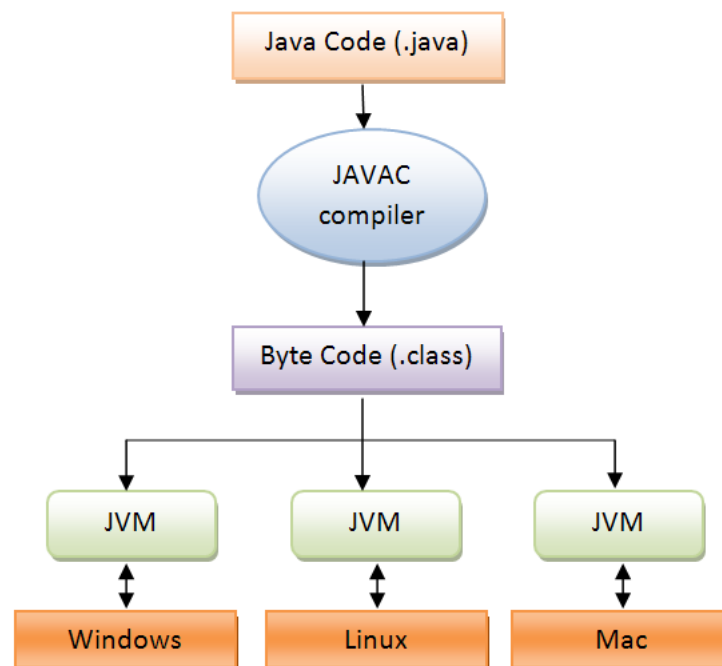 Java Code (.java)
JAVAC
compiler
Byte Code (.class)
JVM
JVM
JVM
Windows
Linux
Mac